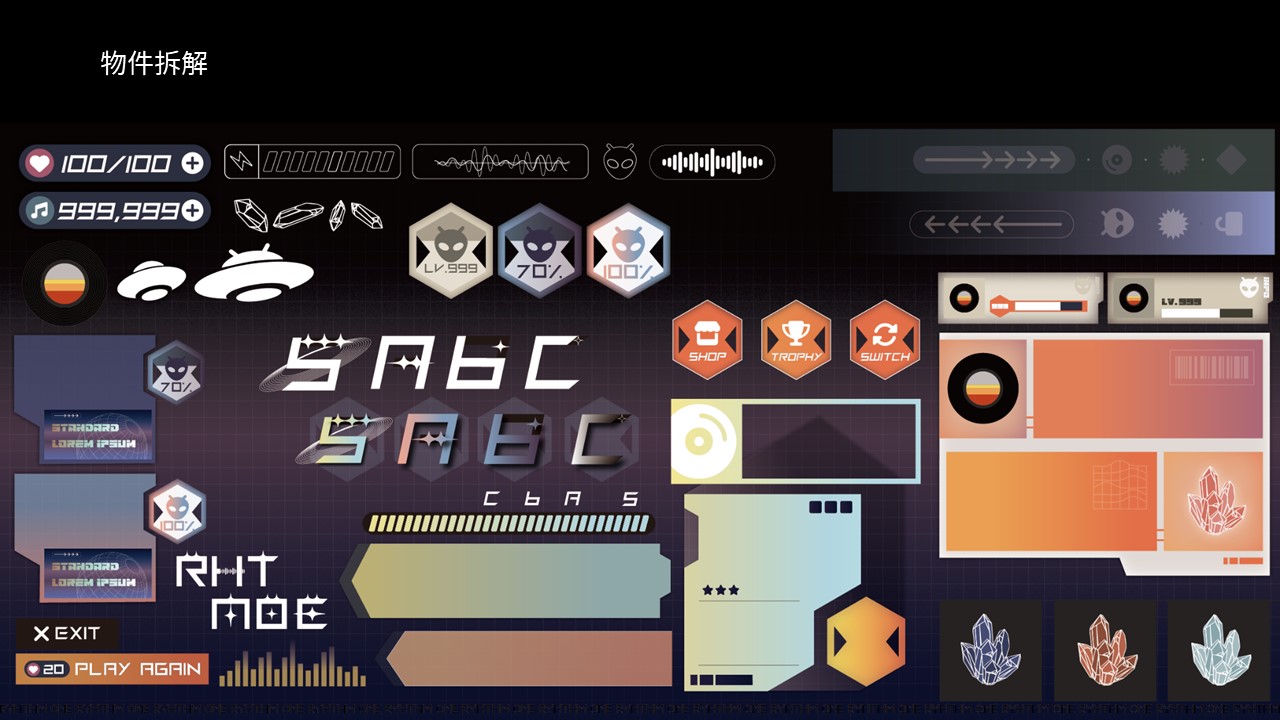 物件拆解
100/100
999,999
LV.999
70%
100%
SHOP
TROPHY
SWITCH
LV.999
SABC
70%
STANDARD
LOREM IPSUM
SABC
C B A S
100%
STANDARD
LOREM IPSUM
RHT
MOE
EXIT
20 PLAY AGAIN